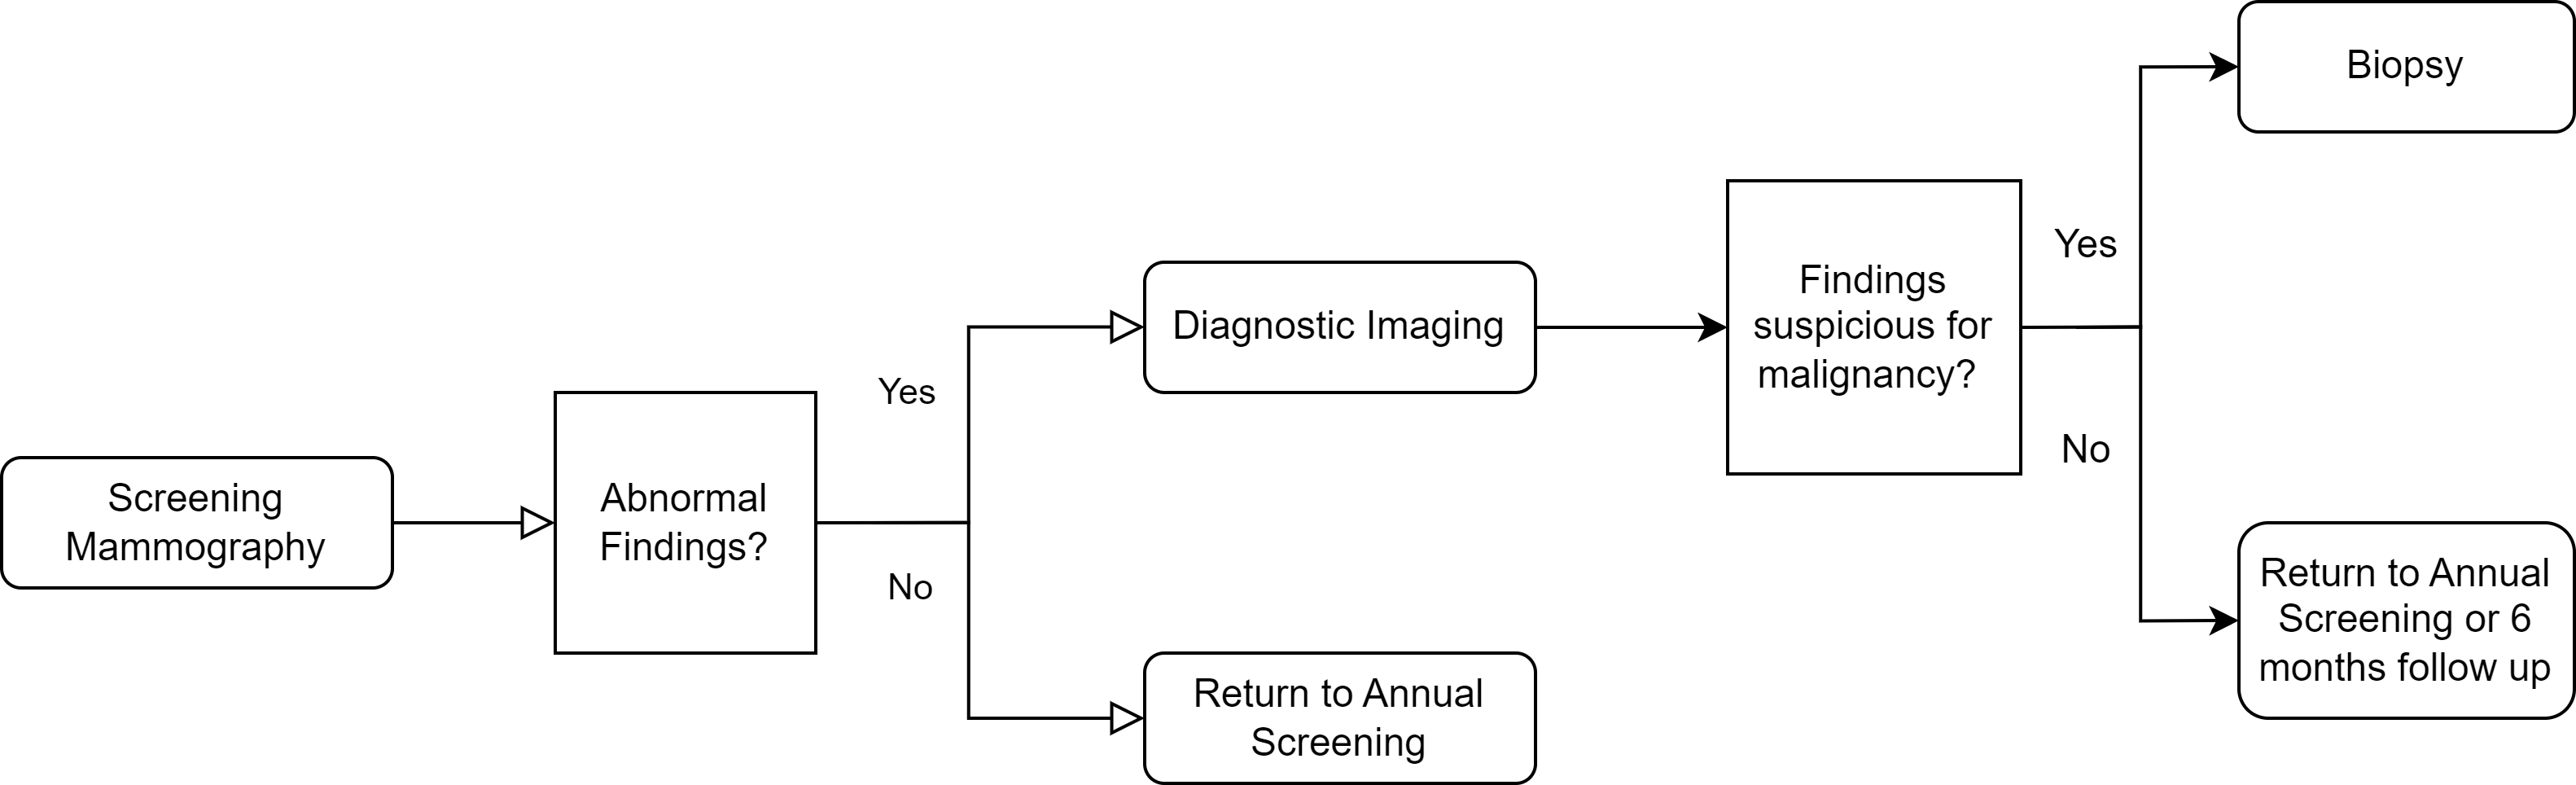 Screening
Mammography
Abnormal
Findings?
Yes
No
Diagnostic Imaging
Return to Annual
Screening
Findings
suspicious for
malignancy?
Yes
No
Biopsy
Return to Annual
Screening or 6
months follow up